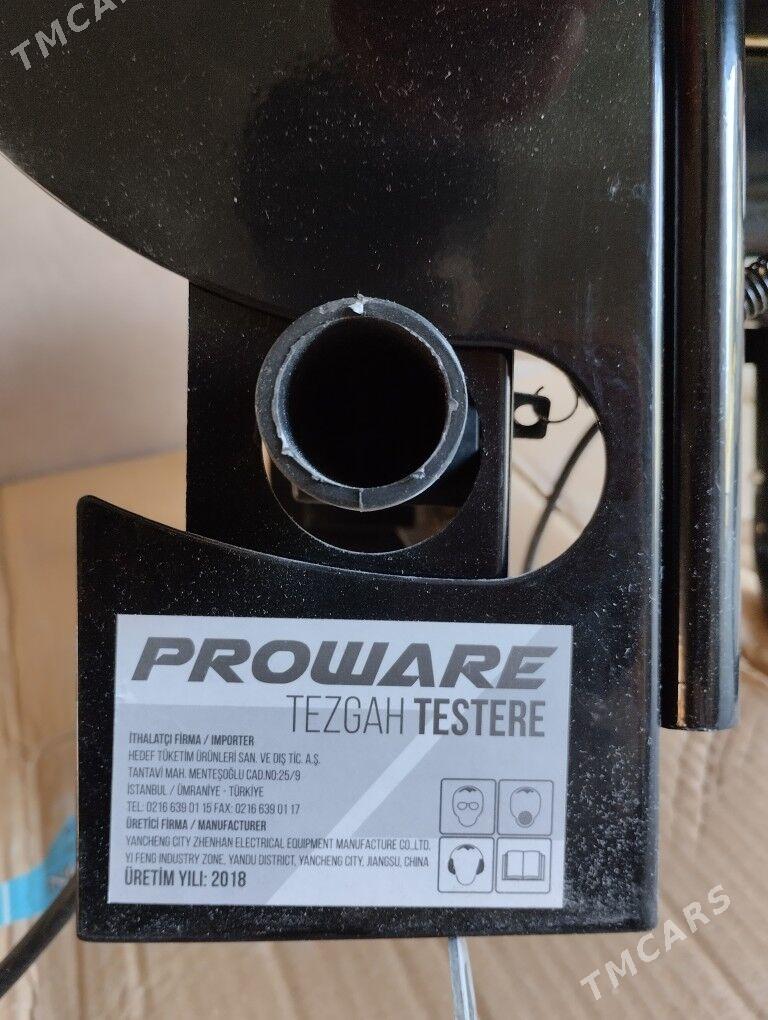 TMCARS
PROWARE
TEZGAH TESTERE
İTHALATÇI FİRMA / IMPORTER
HEDEF TÜKETİM ÜRÜNLERİ SAN. VE DIŞ TİC. A.Ş.
TANTAVİ MAH. MENTEŞOĞLU CAD.NO:25/9
İSTANBUL / ÜMRANİYE - TÜRKİYE
TEL: 0216 639 01 15 FAX: 0216 639 01 17
ÜRETİCİ FİRMA / MANUFACTURER
YANCHENG CITY ZHENHAN ELECTRICAL EQUIPMENT MANUFACTURE CO.,LTD.
YI FENG INDUSTRY ZONE, YANDU DISTRICT, YANCHENG CITY, JIANGSU, CHINA
ÜRETİM YILI: 2018
TMCARS